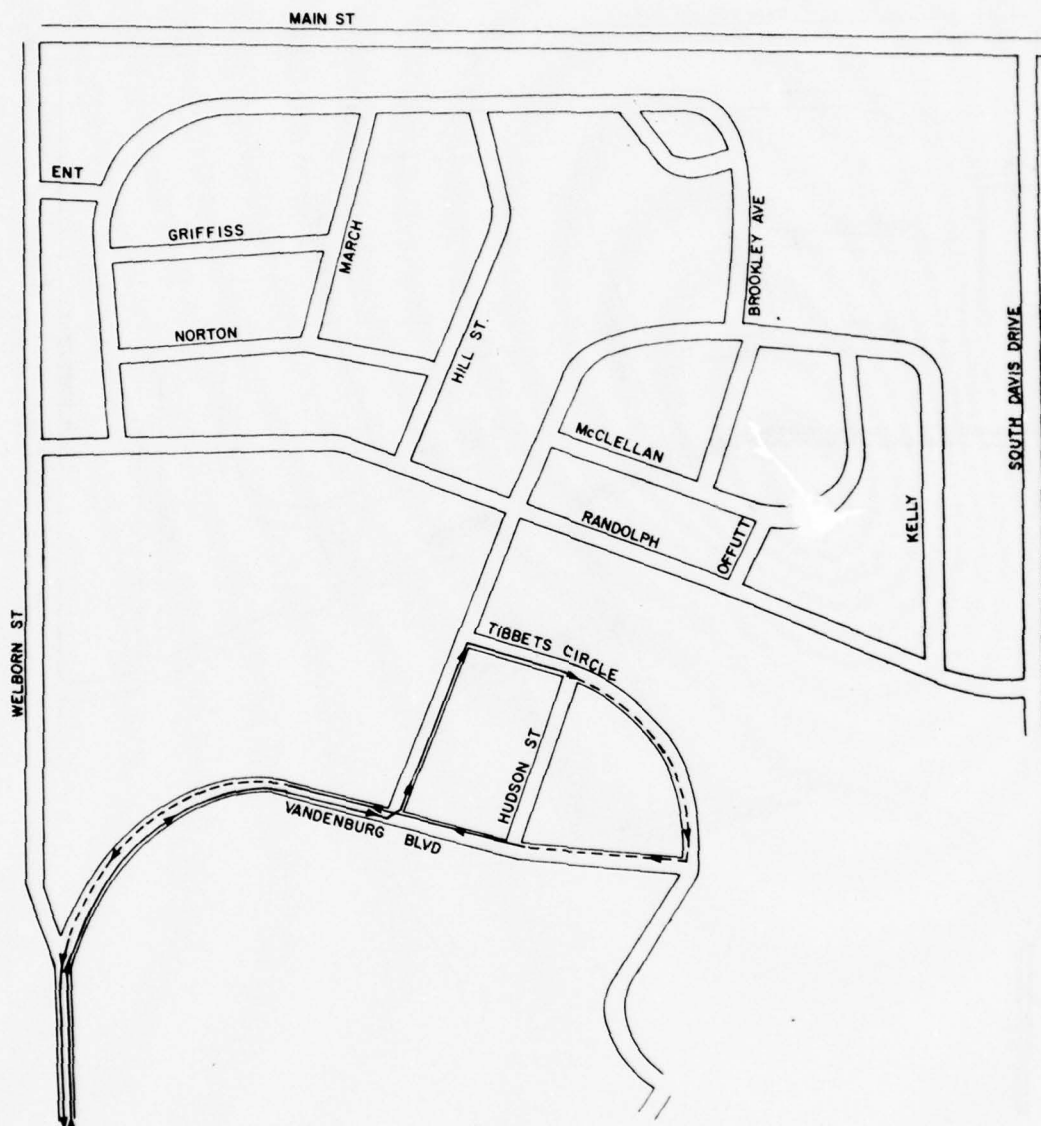 MAIN ST
ENT
GRIFFISS
MARCH
BROOKLEY AVE
NORTON
HILL ST.
SOUTH DAVIS DRIVE
McCLELLAN
RANDOLPH
OFFUTT
KELLY
WELBORN ST
TIBBETS CIRCLE
HUDSON ST
VANDENBURG BLVD